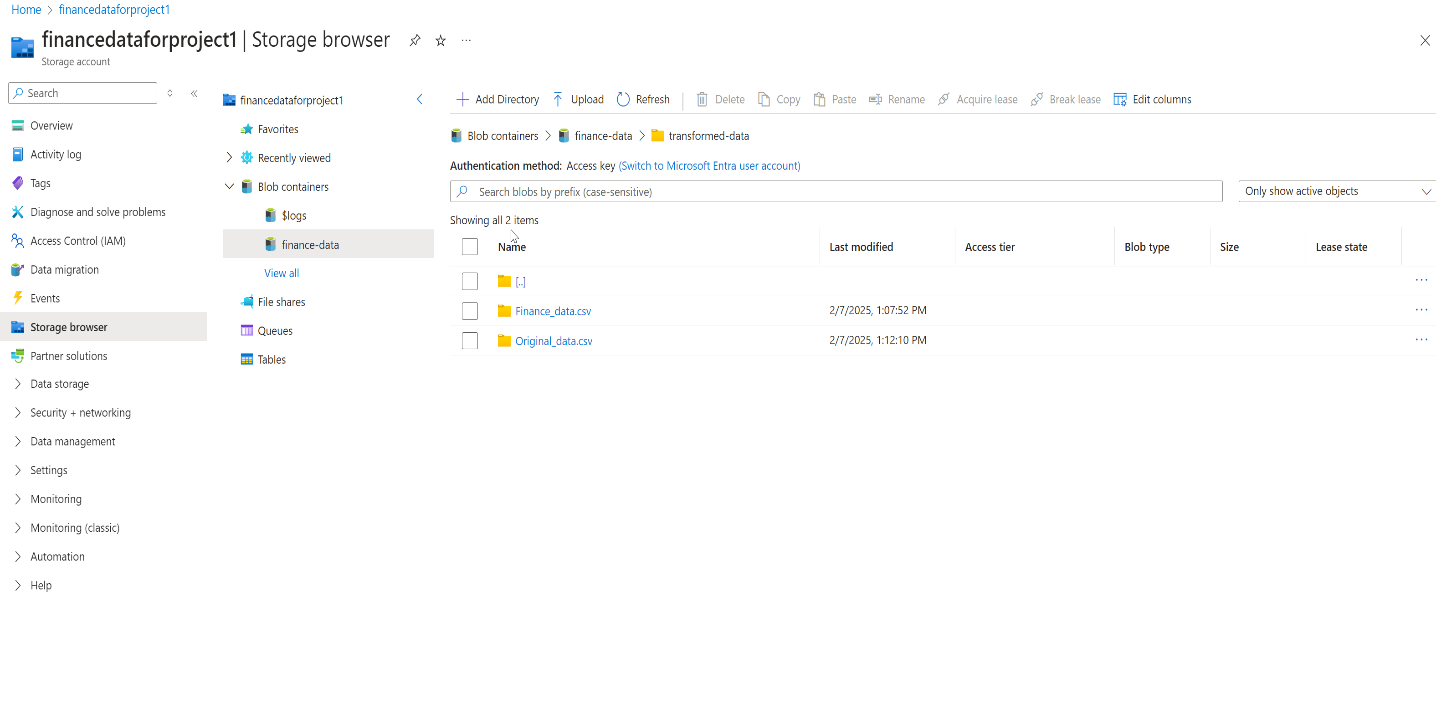 Home > financedataforproject1
financedataforproject1 | Storage browser
Storage account
Search
Overview
Activity log
Tags
Diagnose and solve problems
Access Control (IAM)
Data migration
Events
Storage browser
Partner solutions
Data storage
Security + networking
Data management
Settings
Monitoring
Monitoring (classic)
Automation
Help
financedataforproject1
Favorites
Recently viewed
Blob containers
$logs
finance-data
View all
File shares
Queues
Tables
Add Directory Upload Refresh Delete Copy Paste Rename Acquire lease Break lease Edit columns
Blob containers > finance-data > transformed-data
Authentication method: Access key (Switch to Microsoft Entra user account)
Search blobs by prefix (case-sensitive) Only show active objects
Showing all 2 items
Name Last modified Access tier Blob type Size Lease state
[..]
Finance_data.csv 2/7/2025, 1:07:52 PM
Original_data.csv 2/7/2025, 1:12:10 PM